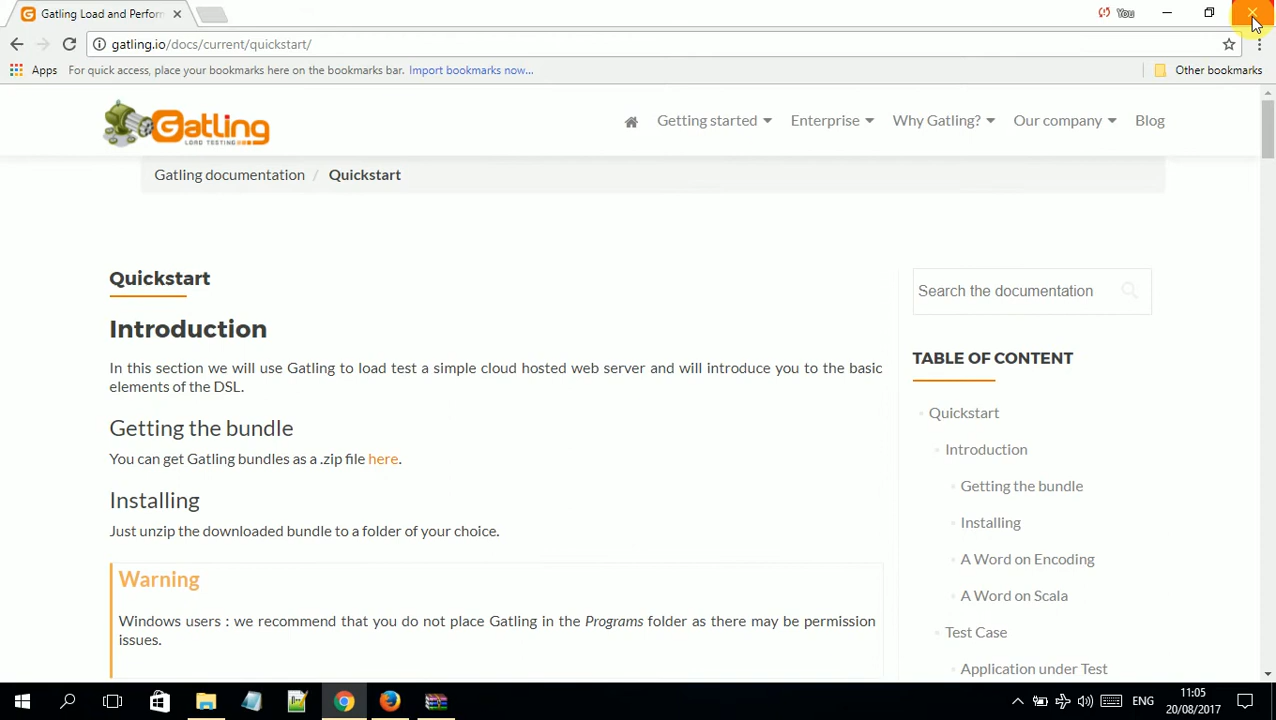 Gatling Load and Perforn
You
gatling.io/docs/current/quickstart/
Apps For quick access, place your bookmarks here on the bookmarks bar. Import bookmarks now... Other bookmarks
Gatling
LOAD TESTING
Getting started Enterprise Why Gatling? Our company Blog
Gatling documentation / Quickstart
Quickstart
Search the documentation
Introduction
In this section we will use Gatling to load test a simple cloud hosted web server and will introduce you to the basic
elements of the DSL.
Getting the bundle
You can get Gatling bundles as a .zip file here.
Installing
Just unzip the downloaded bundle to a folder of your choice.
Warning
Windows users : we recommend that you do not place Gatling in the Programs folder as there may be permission
issues.
TABLE OF CONTENT
Quickstart
Introduction
Getting the bundle
Installing
A Word on Encoding
A Word on Scala
Test Case
Application under Test
ENG
11:05
20/08/2017